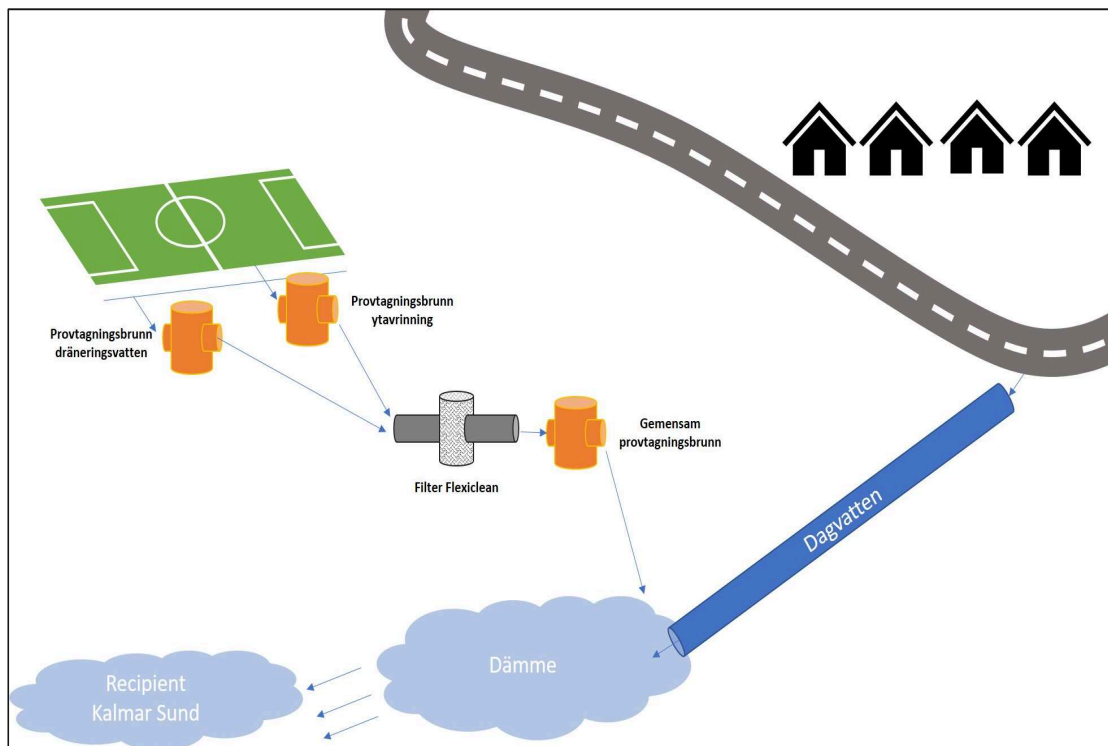 Provtagningsbrunn
ytavrinning
Provtagningsbrunn
dräneringsvatten
Gemensam
provtagningsbrunn
Filter Flexiclean
Dagvatten
Dämme
Recipient
Kalmar Sund